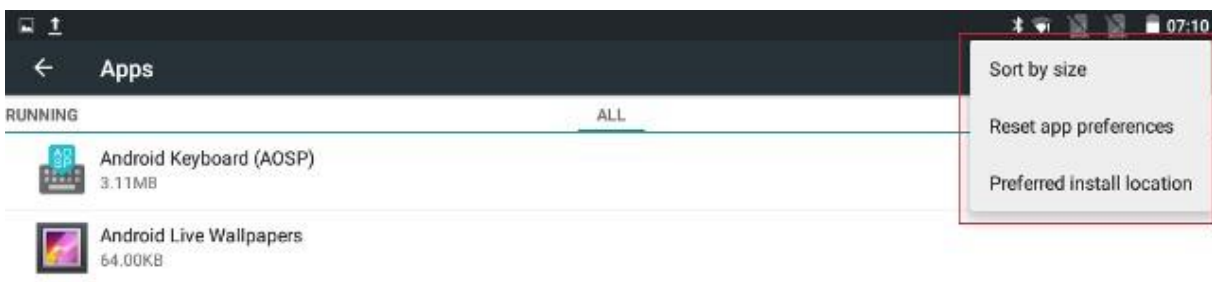 07:10
Apps
Sort by size
RUNNING
ALL
Reset app preferences
Android Keyboard (AOSP)
3.11MB
Preferred install location
Android Live Wallpapers
64.00KB